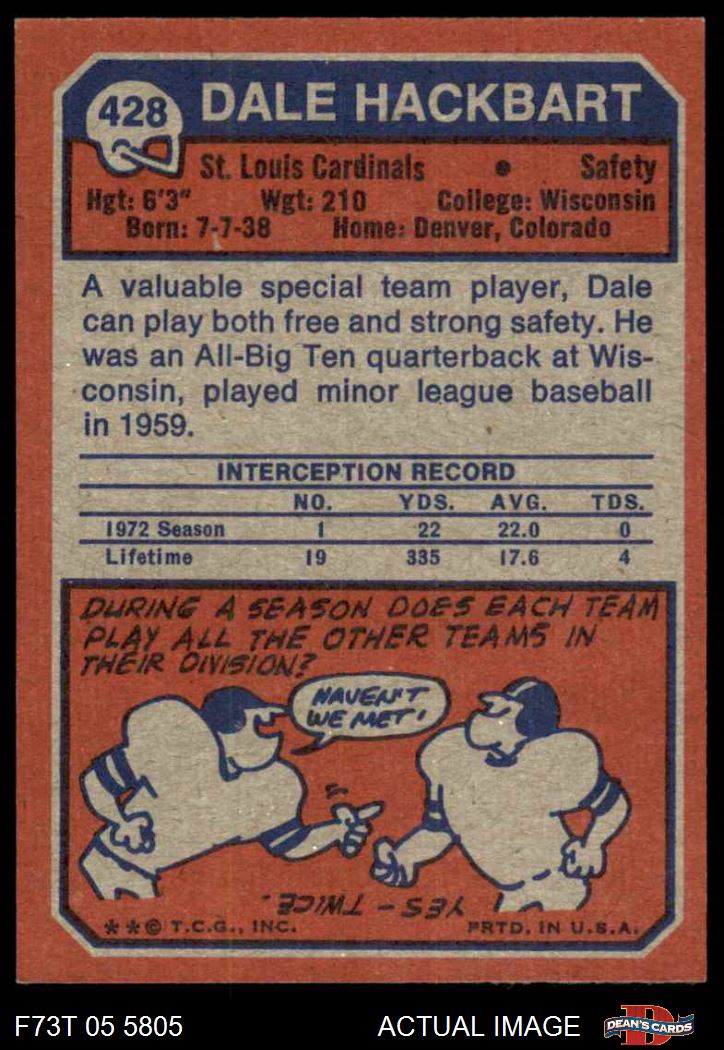 428
DALE HACKBART
St. Louis Cardinals • Safety
Hgt: 6'3" Wgt: 210 College: Wisconsin
Born: 7-7-38 Home: Denver, Colorado
A valuable special team player, Dale
can play both free and strong safety. He
was an All-Big Ten quarterback at Wis-
consin, played minor league baseball
in 1959.
INTERCEPTION RECORD
NO. YDS. AVG. TDS.
1972 Season 1 22 22.0 0
Lifetime 19 335 17.6 4
DURING A SEASON DOES EACH TEAM
PLAY ALL THE OTHER TEAMS IN
THEIR DIVISION?
HAVEN'T
WE MET?
YES - TWICE.
**© T.C.G., INC. PRTD. IN U.S.A.
F73T 05 5805 ACTUAL IMAGE
D
DEAN'S CARDS